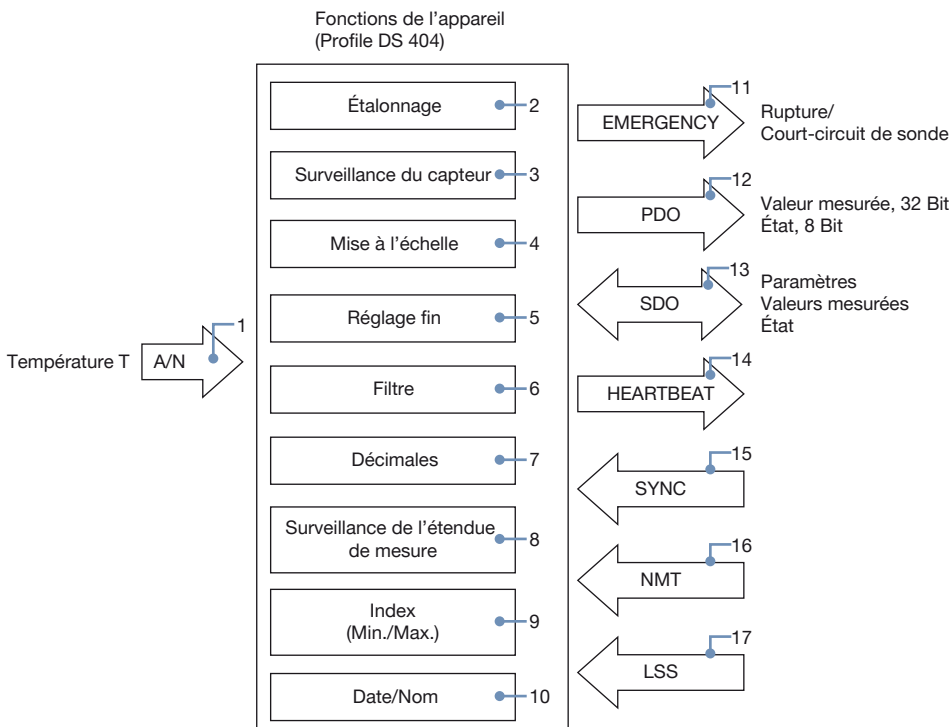 Fonctions de l'appareil
(Profile DS 404)
Température T
A/N
1
Étalonnage
2
Surveillance du capteur
3
Mise à l'échelle
4
Réglage fin
5
Filtre
6
Décimales
7
Surveillance de l'étendue
de mesure
8
Index
(Min./Max.)
9
Date/Nom
10
EMERGENCY
11
Rupture/
Court-circuit de sonde
PDO
12
Valeur mesurée, 32 Bit
État, 8 Bit
SDO
13
Paramètres
Valeurs mesurées
État
HEARTBEAT
14
SYNC
15
NMT
16
LSS
17